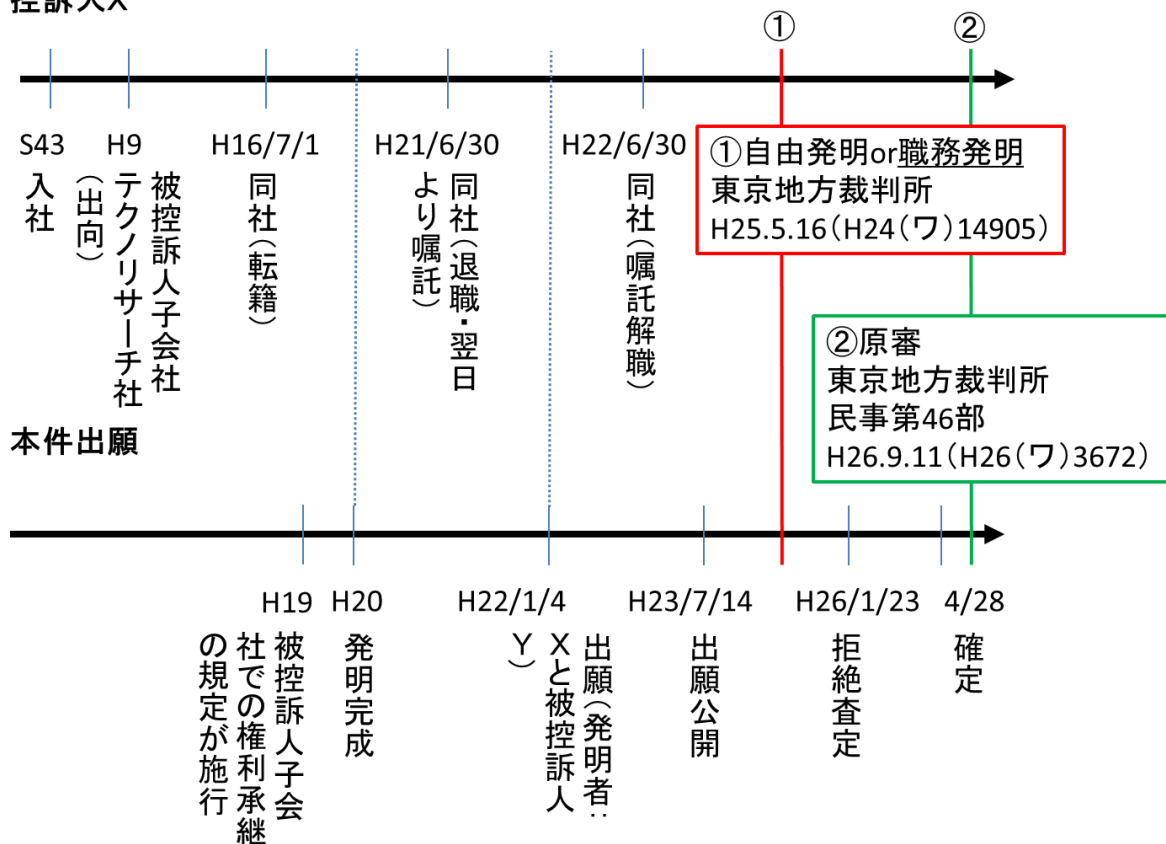 控訴人X
①
②
S43
入社
H9
被控訴人子会社
テクノリサーチ社
(出向)
H16/7/1
同社(転籍)
H21/6/30
同社(退職・翌日
より嘱託)
H22/6/30
同社(嘱託解職)
①自由発明or職務発明
東京地方裁判所
H25.5.16(H24(ワ)14905)
②原審
東京地方裁判所
民事第46部
H26.9.11(H26(ワ)3672)
本件出願
H19
被控訴人子会
社での権利承継
の規定が施行
H20
発明完成
H22/1/4
出願(発明者:
Xと被控訴人
Y)
H23/7/14
出願公開
H26/1/23
拒絶査定
4/28
確定